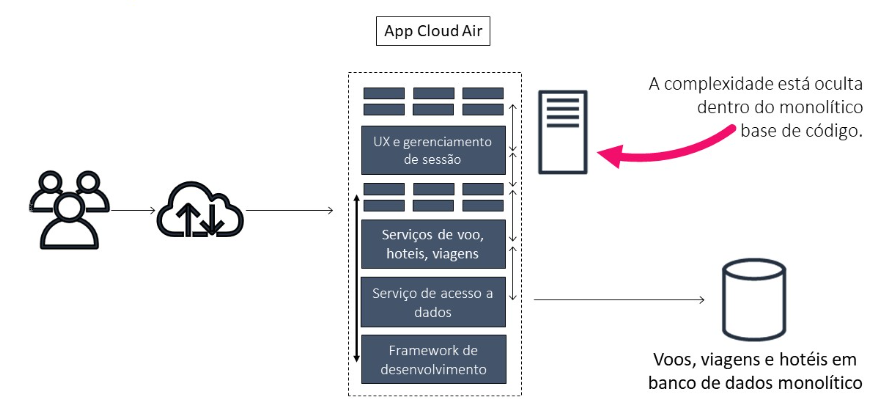 App Cloud Air
A complexidade está oculta
dentro do monolítico
base de código.
UX e gerenciamento
de sessão
Serviços de voo,
hoteis, viagens
Serviço de acesso a
dados
Framework de
desenvolvimento
Voos, viagens e hotéis em
banco de dados monolítico